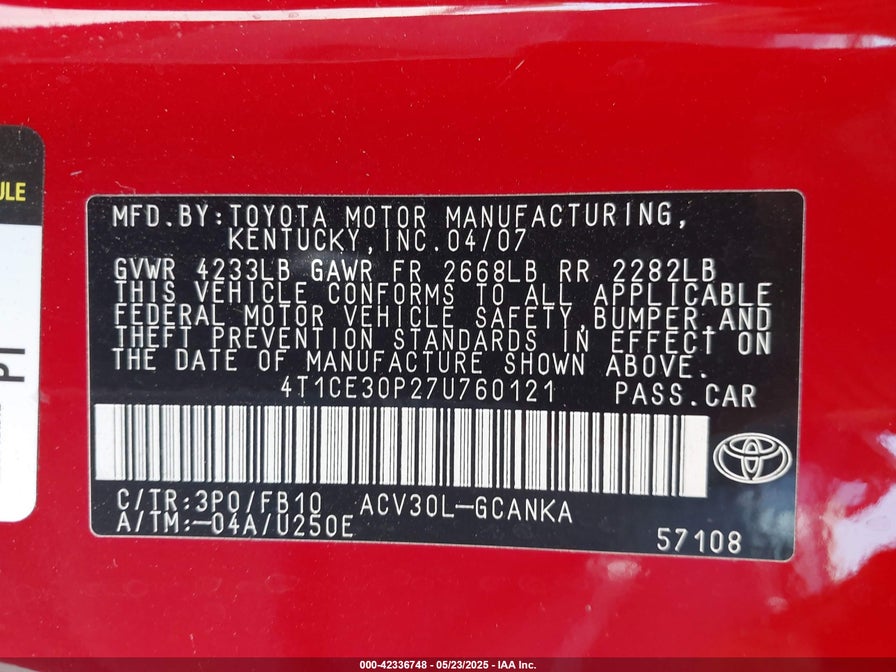 ULE
PT
MFD.BY:TOYOTA MOTOR MANUFACTURING,
KENTUCKY,INC.04/07
GVWR 4233LB GAWR FR 2668LB RR 2282LB
THIS VEHICLE CONFORMS TO ALL APPLICABLE
FEDERAL MOTOR VEHICLE SAFETY,BUMPER,AND
THEFT PREVENTION STANDARDS IN EFFECT ON
THE DATE OF MANUFACTURE SHOWN ABOVE.
4T1CE30P27U760121 PASS.CAR
C/TR:3P0/FB10 ACV30L-GCANKA
A/TM:-04A/U250E
57108
000-42336748 - 05/23/2025 - IAA Inc.